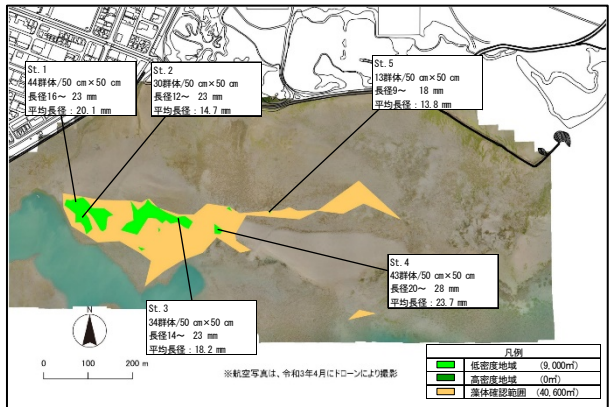 St. 1
44群体/50 cm×50 cm
長径16～ 23 mm
平均長径：20.1 mm
St. 2
30群体/50 cm×50 cm
長径12～ 23 mm
平均長径：14.7 mm
St. 5
13群体/50 cm×50 cm
長径9～ 18 mm
平均長径：13.8 mm
St. 4
43群体/50 cm×50 cm
長径20～ 28 mm
平均長径：23.7 mm
St. 3
34群体/50 cm×50 cm
長径14～ 23 mm
平均長径：18.2 mm
N
0 100 200 m
※航空写真は、令和3年4月にドローンにより撮影
凡例
低密度地域 (9,000㎡)
高密度地域 (0㎡)
藻体確認範囲 (40,600㎡)